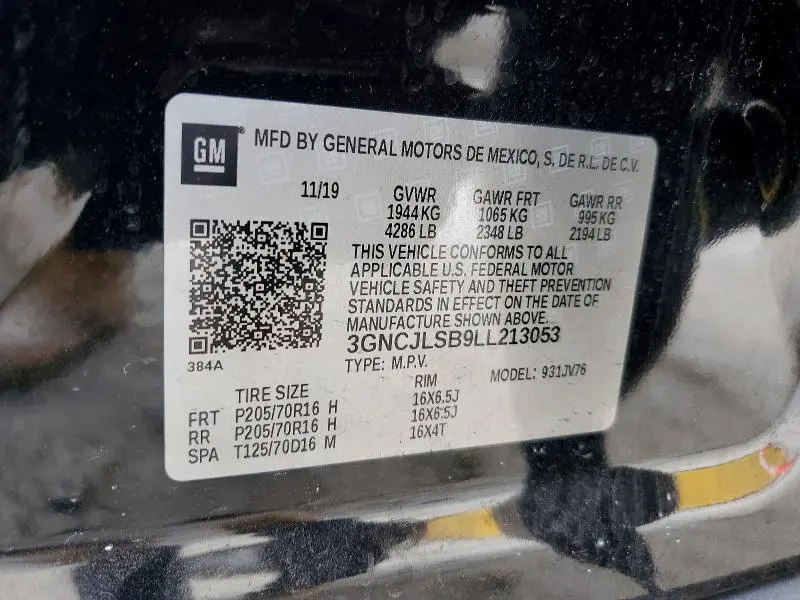 GM MFD BY GENERAL MOTORS DE MEXICO, S. DE R.L. DE C.V.
11/19 GVWR GAWR FRT GAWR RR
1944 KG 1065 KG 995 KG
4286 LB 2348 LB 2194 LB
THIS VEHICLE CONFORMS TO ALL
APPLICABLE U.S. FEDERAL MOTOR
VEHICLE SAFETY AND THEFT PREVENTION
STANDARDS IN EFFECT ON THE DATE OF
MANUFACTURE SHOWN ABOVE.
3GNCJLSB9LL213053
384A TYPE: M.P.V. MODEL: 931JV76
TIRE SIZE RIM
FRT P205/70R16 H 16X6.5J
RR P205/70R16 H 16X6.5J
SPA T125/70D16 M 16X4T